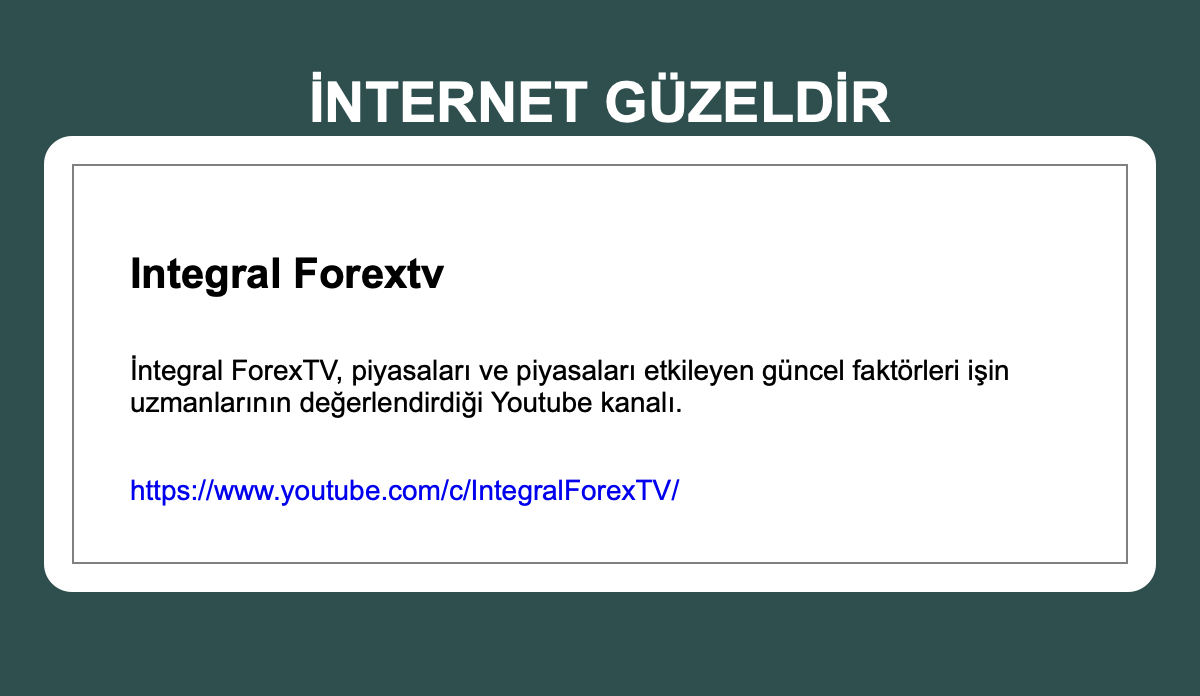 İNTERNET GÜZELDİR
Integral Forextv
İntegral ForexTV, piyasaları ve piyasaları etkileyen güncel faktörleri işin
uzmanlarının değerlendirdiği Youtube kanalı.
https://www.youtube.com/c/IntegralForexTV/